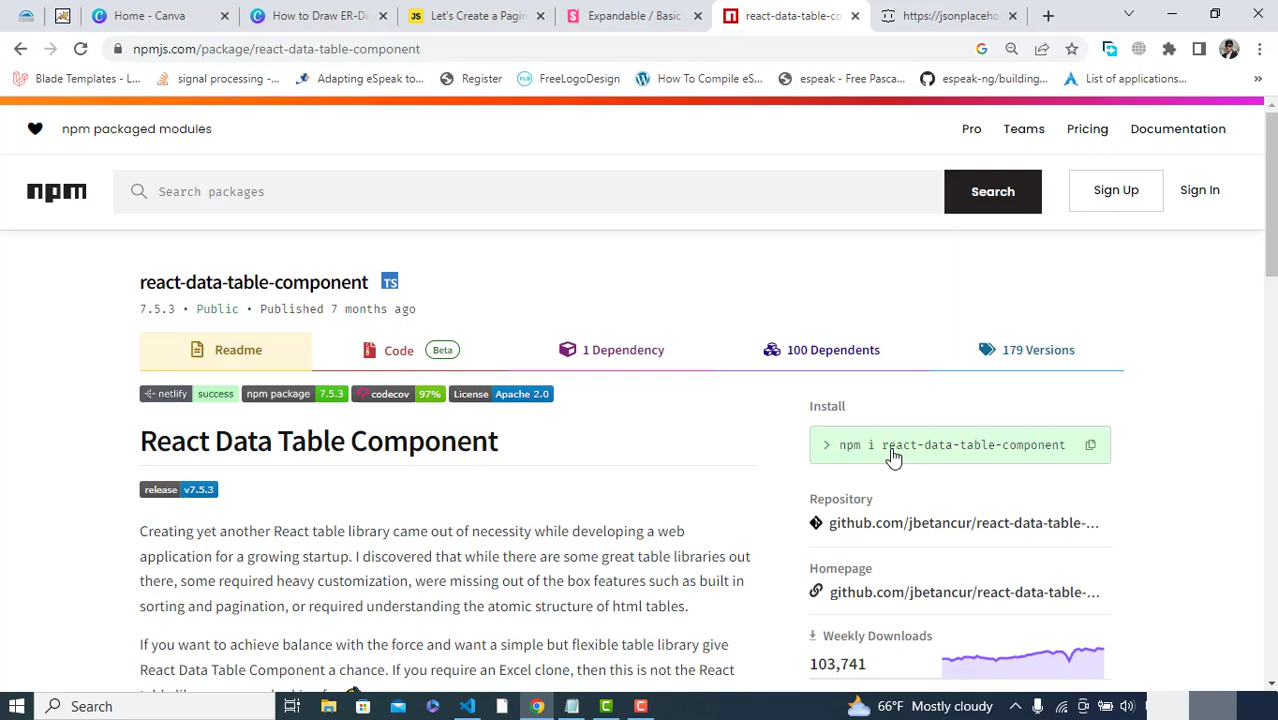 Home - Canva
How to Draw ER-De
Let's Create a Pagin
Expandable / Basic
react-data-table-co
https://jsonplaceho
npmjs.com/package/react-data-table-component
Blade Templates - L...
signal processing -...
Adapting eSpeak to...
Register
FreeLogoDesign
How To Compile eS...
espeak - Free Pasca...
espeak-ng/building...
List of applications...
npm packaged modules
Pro
Teams
Pricing
Documentation
npm
Search packages
Search
Sign Up
Sign In
react-data-table-component TS
7.5.3 • Public • Published 7 months ago
Readme
Code Beta
1 Dependency
100 Dependents
179 Versions
netlify success npm package 7.5.3 codecov 97% License Apache 2.0
React Data Table Component
release v7.5.3
Creating yet another React table library came out of necessity while developing a web
application for a growing startup. I discovered that while there are some great table libraries out
there, some required heavy customization, were missing out of the box features such as built in
sorting and pagination, or required understanding the atomic structure of html tables.
If you want to achieve balance with the force and want a simple but flexible table library give
React Data Table Component a chance. If you require an Excel clone, then this is not the React
Install
> npm i react-data-table-component
Repository
github.com/jbetancur/react-data-table-...
Homepage
github.com/jbetancur/react-data-table-...
Weekly Downloads
103,741
Search
66°F Mostly cloudy